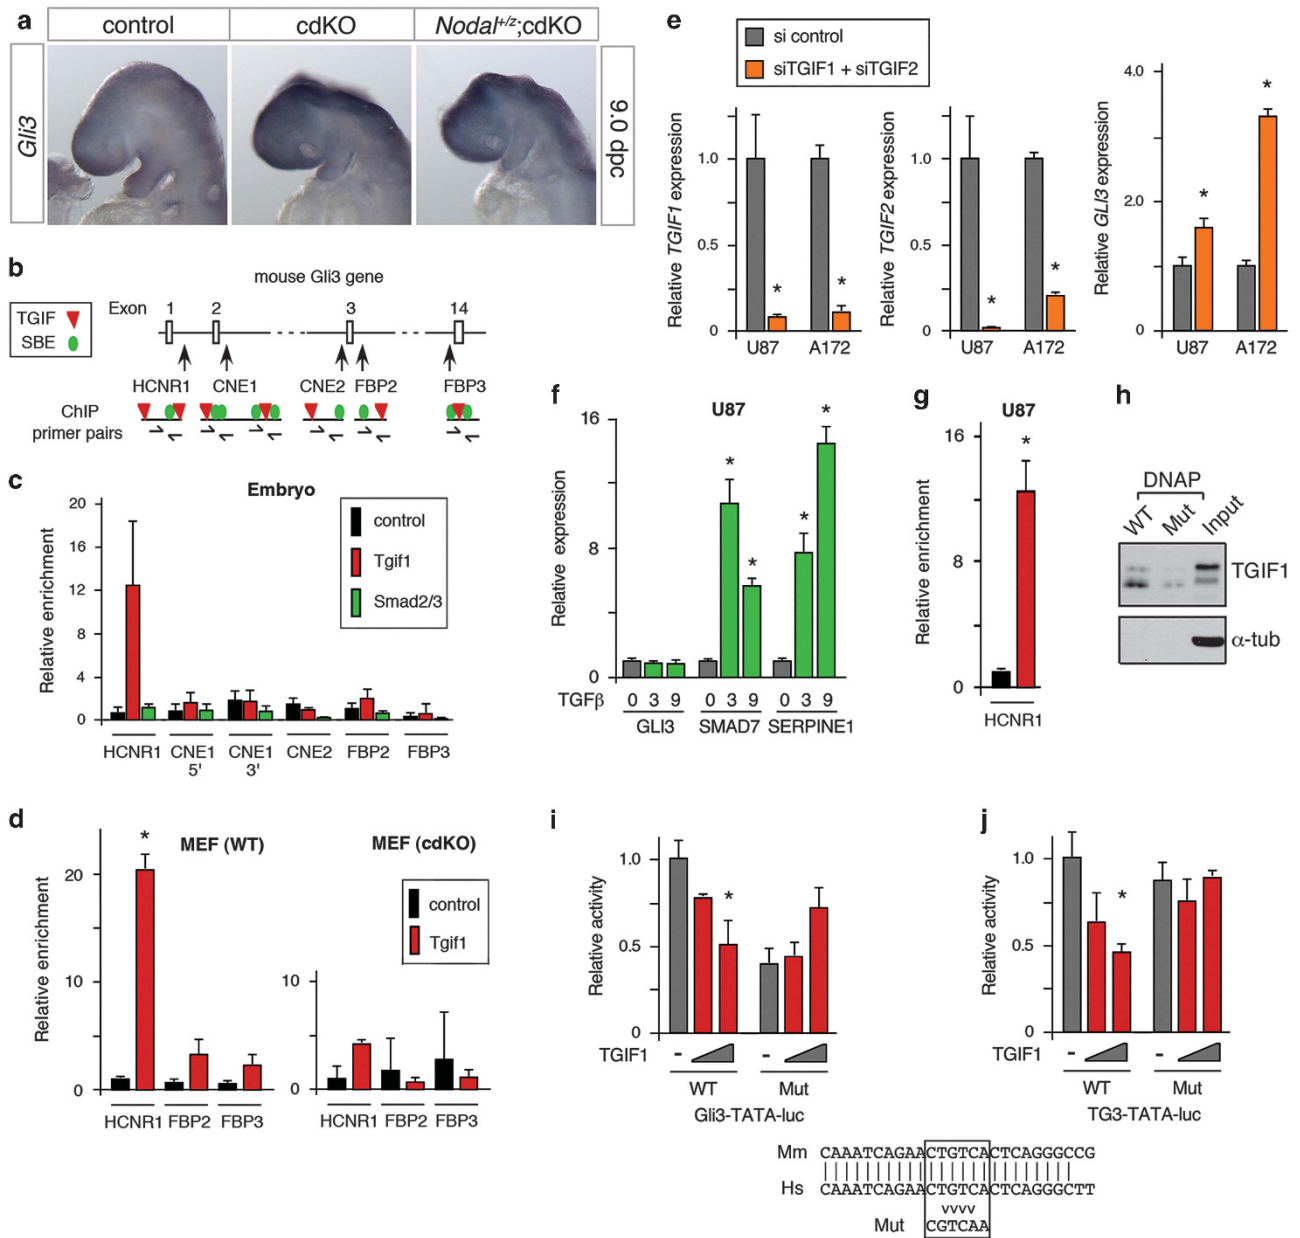 a
control cdKO Nodal+/z;cdKO
Gli3
9.0 dpc
b
mouse Gli3 gene
TGIF
SBE
Exon 1 2 3 14
HCNR1 CNE1 CNE2 FBP2 FBP3
ChIP
primer pairs
c
Embryo
Relative enrichment
20
16
12
8
4
0
control
Tgif1
Smad2/3
HCNR1 CNE1 CNE1 CNE2 FBP2 FBP3
5' 3'
d
MEF (WT)
MEF (cdKO)
Relative enrichment
20
10
0
*
control
Tgif1
10
0
HCNR1 FBP2 FBP3
HCNR1 FBP2 FBP3
e
si control
siTGIF1 + siTGIF2
Relative TGIF1 expression
1.0
0.5
0
* *
U87 A172
Relative TGIF2 expression
1.0
0.5
0
* *
U87 A172
Relative GLI3 expression
4.0
2.0
0
* *
U87 A172
f
U87
Relative expression
16
8
0
* * * *
TGFβ 0 3 9 0 3 9 0 3 9
GLI3 SMAD7 SERPINE1
g
U87
Relative enrichment
16
8
0
*
HCNR1
h
DNAP
WT Mut Input
TGIF1
α-tub
i
Relative activity
1.0
0.5
0
*
TGIF1 - -
WT Mut
Gli3-TATA-luc
j
Relative activity
1.0
0.5
0
*
TGIF1 - -
WT Mut
TG3-TATA-luc
Mm CAAATCAGAACTGTCACTCAGGGCCG
Hs CAAATCAGAACTGTCACTCAGGGCTT
vvvv
Mut CGTCAA